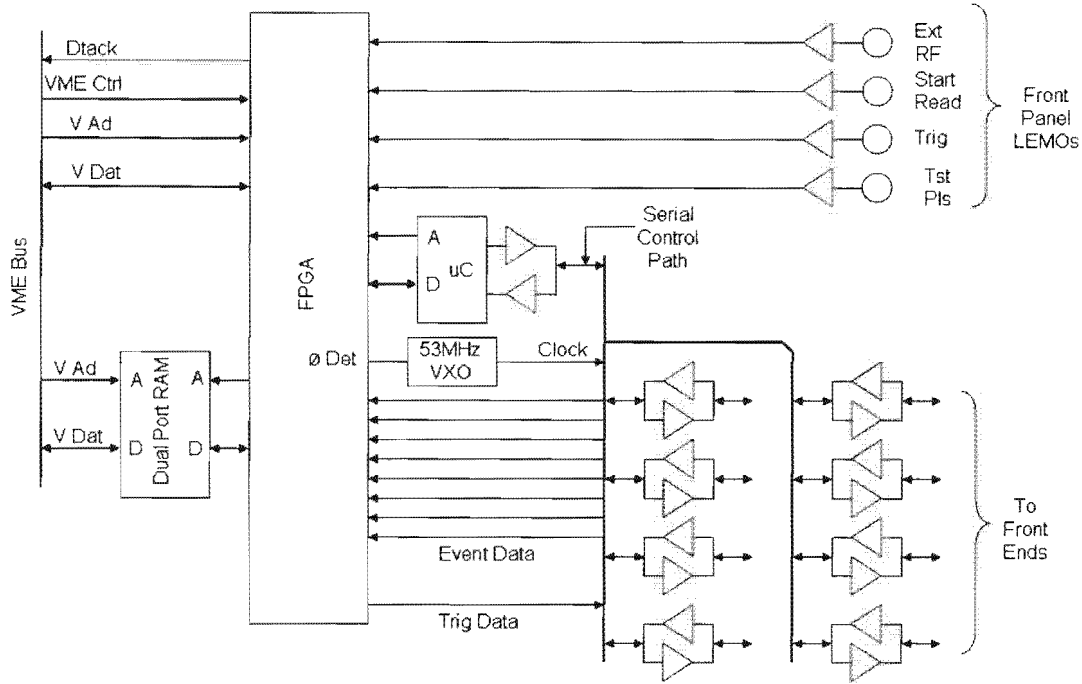 Dtack
VME Ctrl
V Ad
V Dat
VME Bus
V Ad
V Dat
A
A
D
D
Dual Port RAM
FPGA
ø Det
A
uC
D
53MHz
VXO
Clock
Serial
Control
Path
Ext
RF
Start
Read
Trig
Tst
Pls
Front
Panel
LEMOs
Event Data
Trig Data
To
Front
Ends